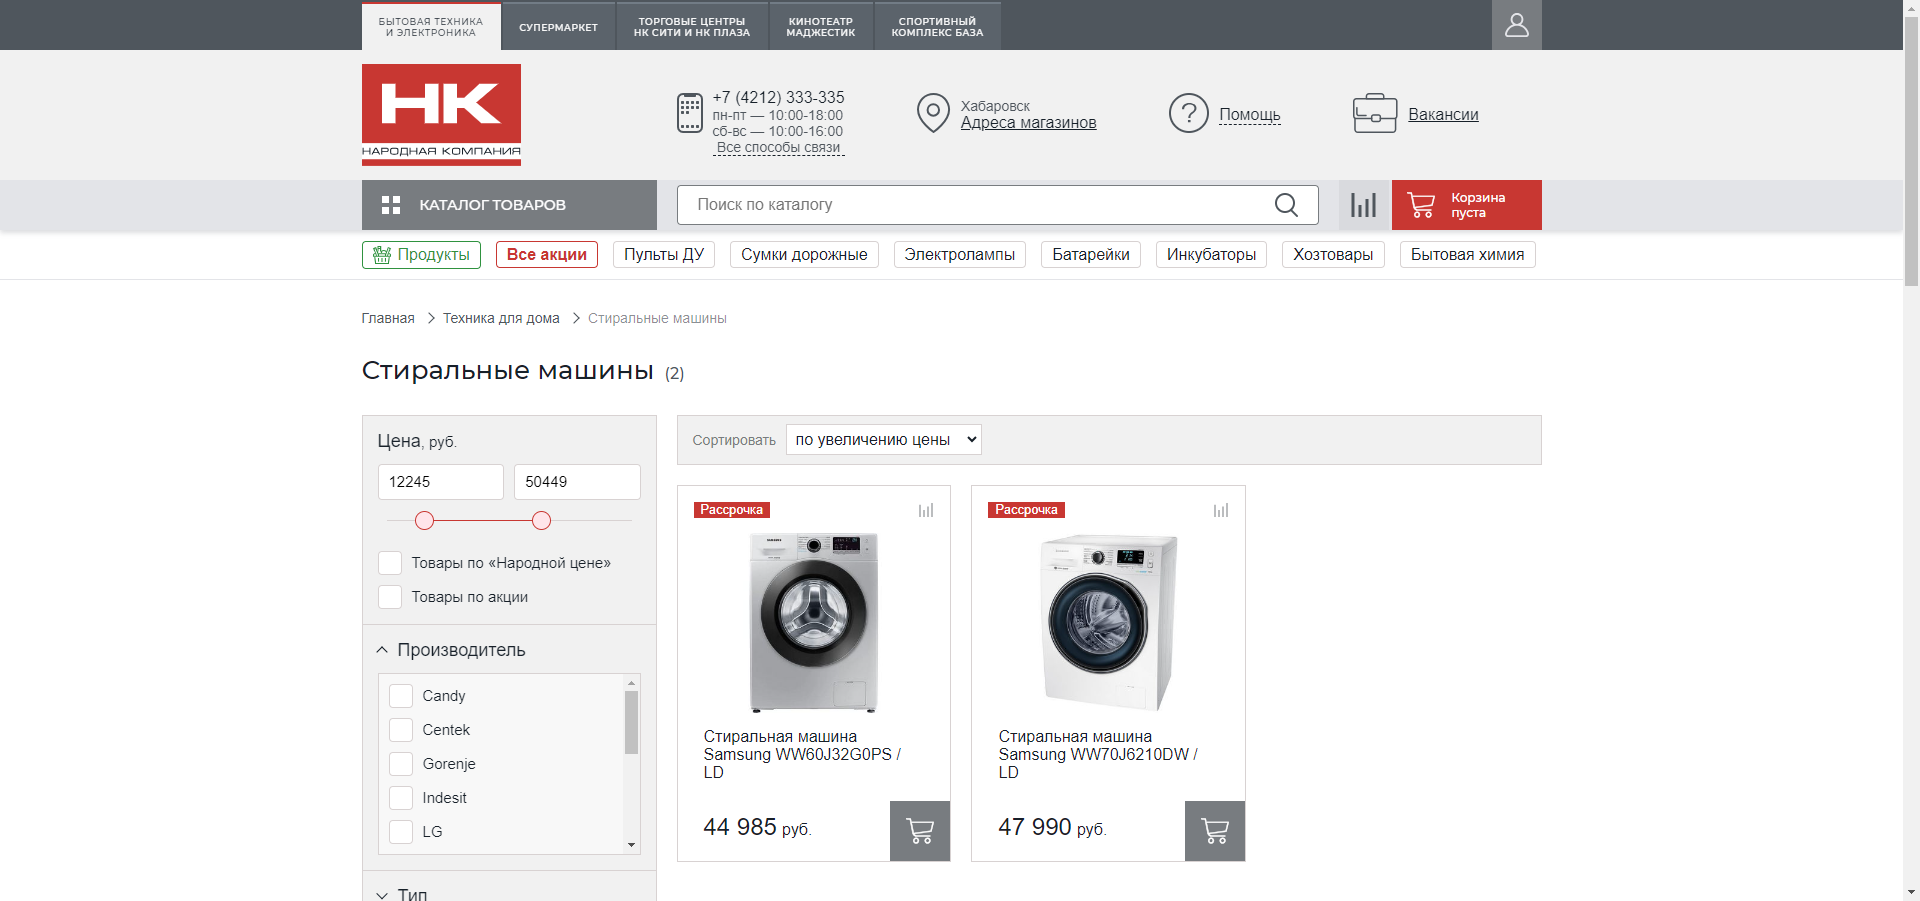 БЫТОВАЯ ТЕХНИКА
И ЭЛЕКТРОНИКА
СУПЕРМАРКЕТ
ТОРГОВЫЕ ЦЕНТРЫ
НК СИТИ И НК ПЛАЗА
КИНОТЕАТР
МАДЖЕСТИК
СПОРТИВНЫЙ
КОМПЛЕКС БАЗА
НК
НАРОДНАЯ КОМПАНИЯ
+7 (4212) 333-335
пн-пт — 10:00-18:00
сб-вс — 10:00-16:00
Все способы связи
Хабаровск
Адреса магазинов
Помощь
Вакансии
КАТАЛОГ ТОВАРОВ
Поиск по каталогу
Корзина
пуста
Продукты
Все акции
Пульты ДУ
Сумки дорожные
Электролампы
Батарейки
Инкубаторы
Хозтовары
Бытовая химия
Главная
Техника для дома
Стиральные машины
Стиральные машины (2)
Цена, руб.
12245
50449
Товары по «Народной цене»
Товары по акции
Производитель
Candy
Centek
Gorenje
Indesit
LG
Тип
Сортировать
по увеличению цены
Рассрочка
Стиральная машина
Samsung WW60J32G0PS /
LD
44 985 руб.
Рассрочка
Стиральная машина
Samsung WW70J6210DW /
LD
47 990 руб.